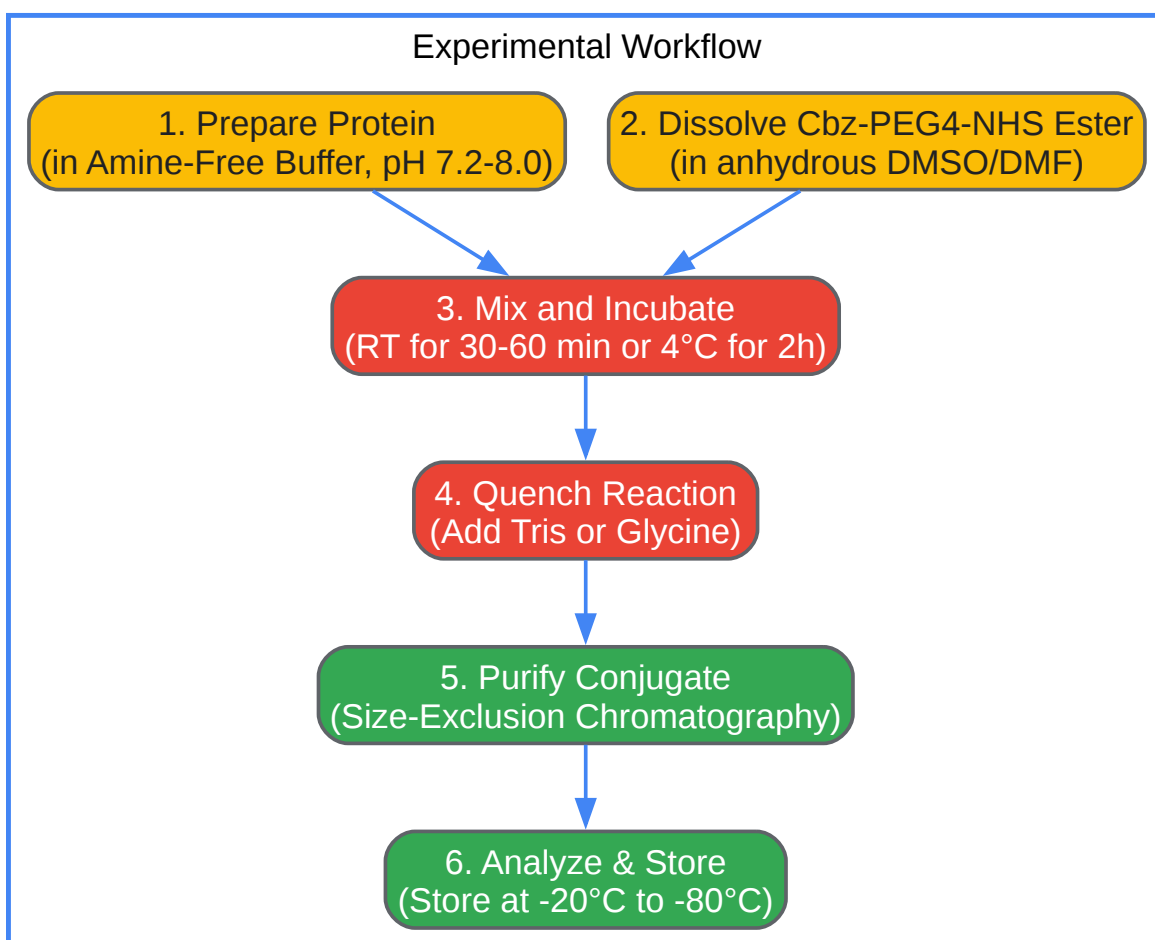 Experimental Workflow
1. Prepare Protein
(in Amine-Free Buffer, pH 7.2-8.0)
2. Dissolve Cbz-PEG4-NHS Ester
(in anhydrous DMSO/DMF)
3. Mix and Incubate
(RT for 30-60 min or 4°C for 2h)
4. Quench Reaction
(Add Tris or Glycine)
5. Purify Conjugate
(Size-Exclusion Chromatography)
6. Analyze & Store
(Store at -20°C to -80°C)